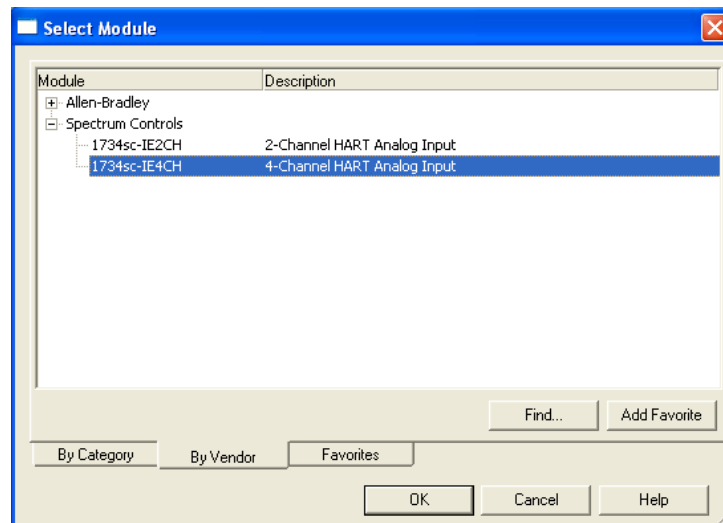 Select Module
Module Description
Allen-Bradley
Spectrum Controls
1734sc-IE2CH 2-Channel HART Analog Input
1734sc-IE4CH 4-Channel HART Analog Input
Find... Add Favorite
By Category By Vendor Favorites
OK Cancel Help